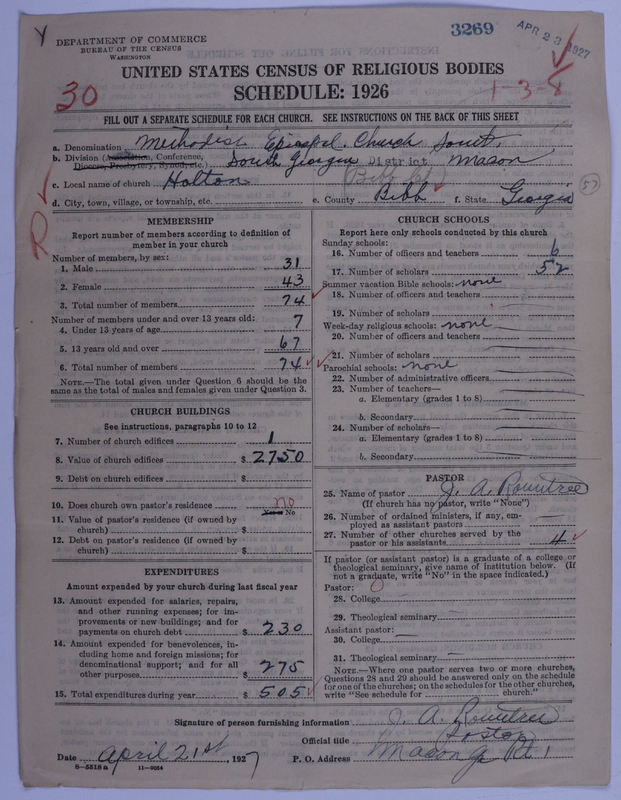 DEPARTMENT OF COMMERCE
BUREAU OF THE CENSUS
WASHINGTON
3269
APR 23 1927
UNITED STATES CENSUS OF RELIGIOUS BODIES
30
1-3-8
SCHEDULE: 1926
FILL OUT A SEPARATE SCHEDULE FOR EACH CHURCH. SEE INSTRUCTIONS ON THE BACK OF THIS SHEET
a. Denomination Methodist Episcpal. Church South.
b. Division (Association, Conference, Diocese, Presbytery, Synod, etc.) South Georgia District Macon
(Bibb Ct)
c. Local name of church Holton
d. City, town, village, or township, etc.
e. County Bibb f. State Georgia
57
R
MEMBERSHIP
Report number of members according to definition of
member in your church
Number of members, by sex:
1. Male 31
2. Female 43
3. Total number of members 74
Number of members under and over 13 years old:
4. Under 13 years of age 7
5. 13 years old and over 67
6. Total number of members 74
NOTE.—The total given under Question 6 should be the
same as the total of males and females given under Question 3.
CHURCH BUILDINGS
See instructions, paragraphs 10 to 12
7. Number of church edifices 1
8. Value of church edifices $ 2750
9. Debt on church edifices $
10. Does church own pastor's residence no
Yes or No
11. Value of pastor's residence (if owned by
church) $
12. Debt on pastor's residence (if owned by
church) $
EXPENDITURES
Amount expended by your church during last fiscal year
13. Amount expended for salaries, repairs,
and other running expenses; for im-
provements or new buildings; and for
payments on church debt $ 230
14. Amount expended for benevolences, in-
cluding home and foreign missions; for
denominational support; and for all
other purposes $ 275
15. Total expenditures during year $ 505
CHURCH SCHOOLS
Report here only schools conducted by this church
Sunday schools:
16. Number of officers and teachers 6
17. Number of scholars 52
Summer vacation Bible schools: none
18. Number of officers and teachers
19. Number of scholars
Week-day religious schools: none
20. Number of officers and teachers
21. Number of scholars
Parochial schools: none
22. Number of administrative officers
23. Number of teachers—
a. Elementary (grades 1 to 8)
b. Secondary
24. Number of scholars—
a. Elementary (grades 1 to 8)
b. Secondary
PASTOR
25. Name of pastor J. A. Rountree
(If church has no pastor, write "None")
26. Number of ordained ministers, if any, em-
ployed as assistant pastors
27. Number of other churches served by the
pastor or his assistants 4
If pastor (or assistant pastor) is a graduate of a college or
theological seminary, give name of institution below. (If
not a graduate, write "No" in the space indicated.)
Pastor: 0
28. College
29. Theological seminary
Assistant pastor:
30. College
31. Theological seminary
NOTE.—Where one pastor serves two or more churches,
Questions 28 and 29 should be answered only on the schedule
for one of the churches; on the schedules for the other churches,
write "See schedule for church."
Signature of person furnishing information J. A. Rountree
Official title Pastor
Date April 21st, 1927 P. O. Address Macon Ga Rt 1
8-5518a 11-9054